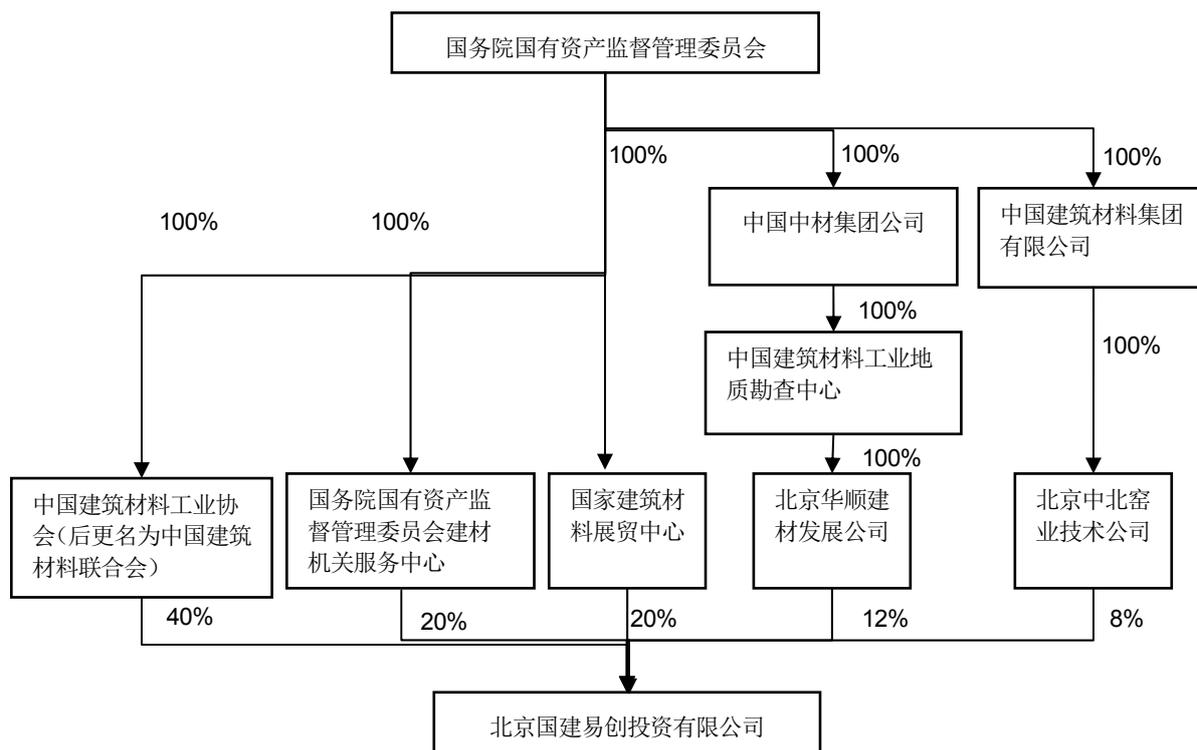 国务院国有资产监督管理委员会
100%
100%
100%
100%
100%
中国中材集团公司
中国建筑材料集团
有限公司
100%
100%
中国建筑材料工业地
质勘查中心
100%
中国建筑材料工业协
会（后更名为中国建筑
材料联合会）
国务院国有资产监
督管理委员会建材
机关服务中心
国家建筑材
料展贸中心
北京华顺建
材发展公司
北京中北窑
业技术公司
40%
20%
20%
12%
8%
北京国建易创投资有限公司